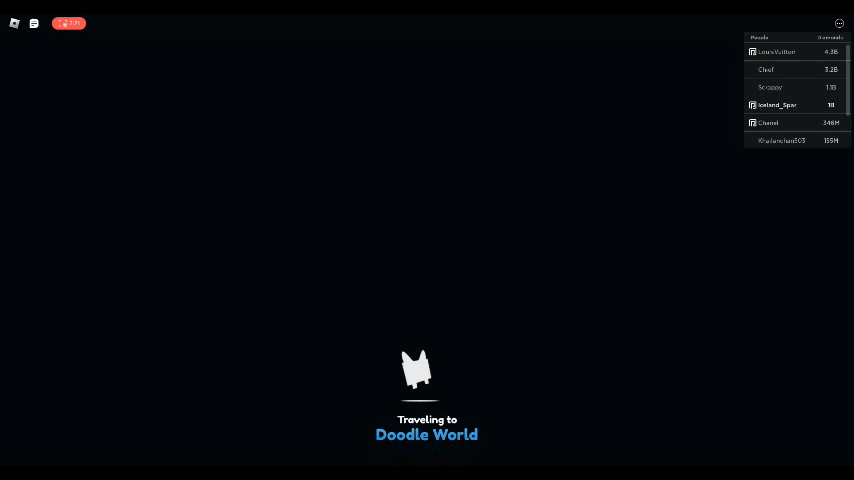 People Diamonds
LouisVuitton 4.3B
Chief 3.2B
Scrappy 1.1B
Iceland_Spar 1B
Chanel 346M
Khailanchan503 155M
Traveling to
Doodle World